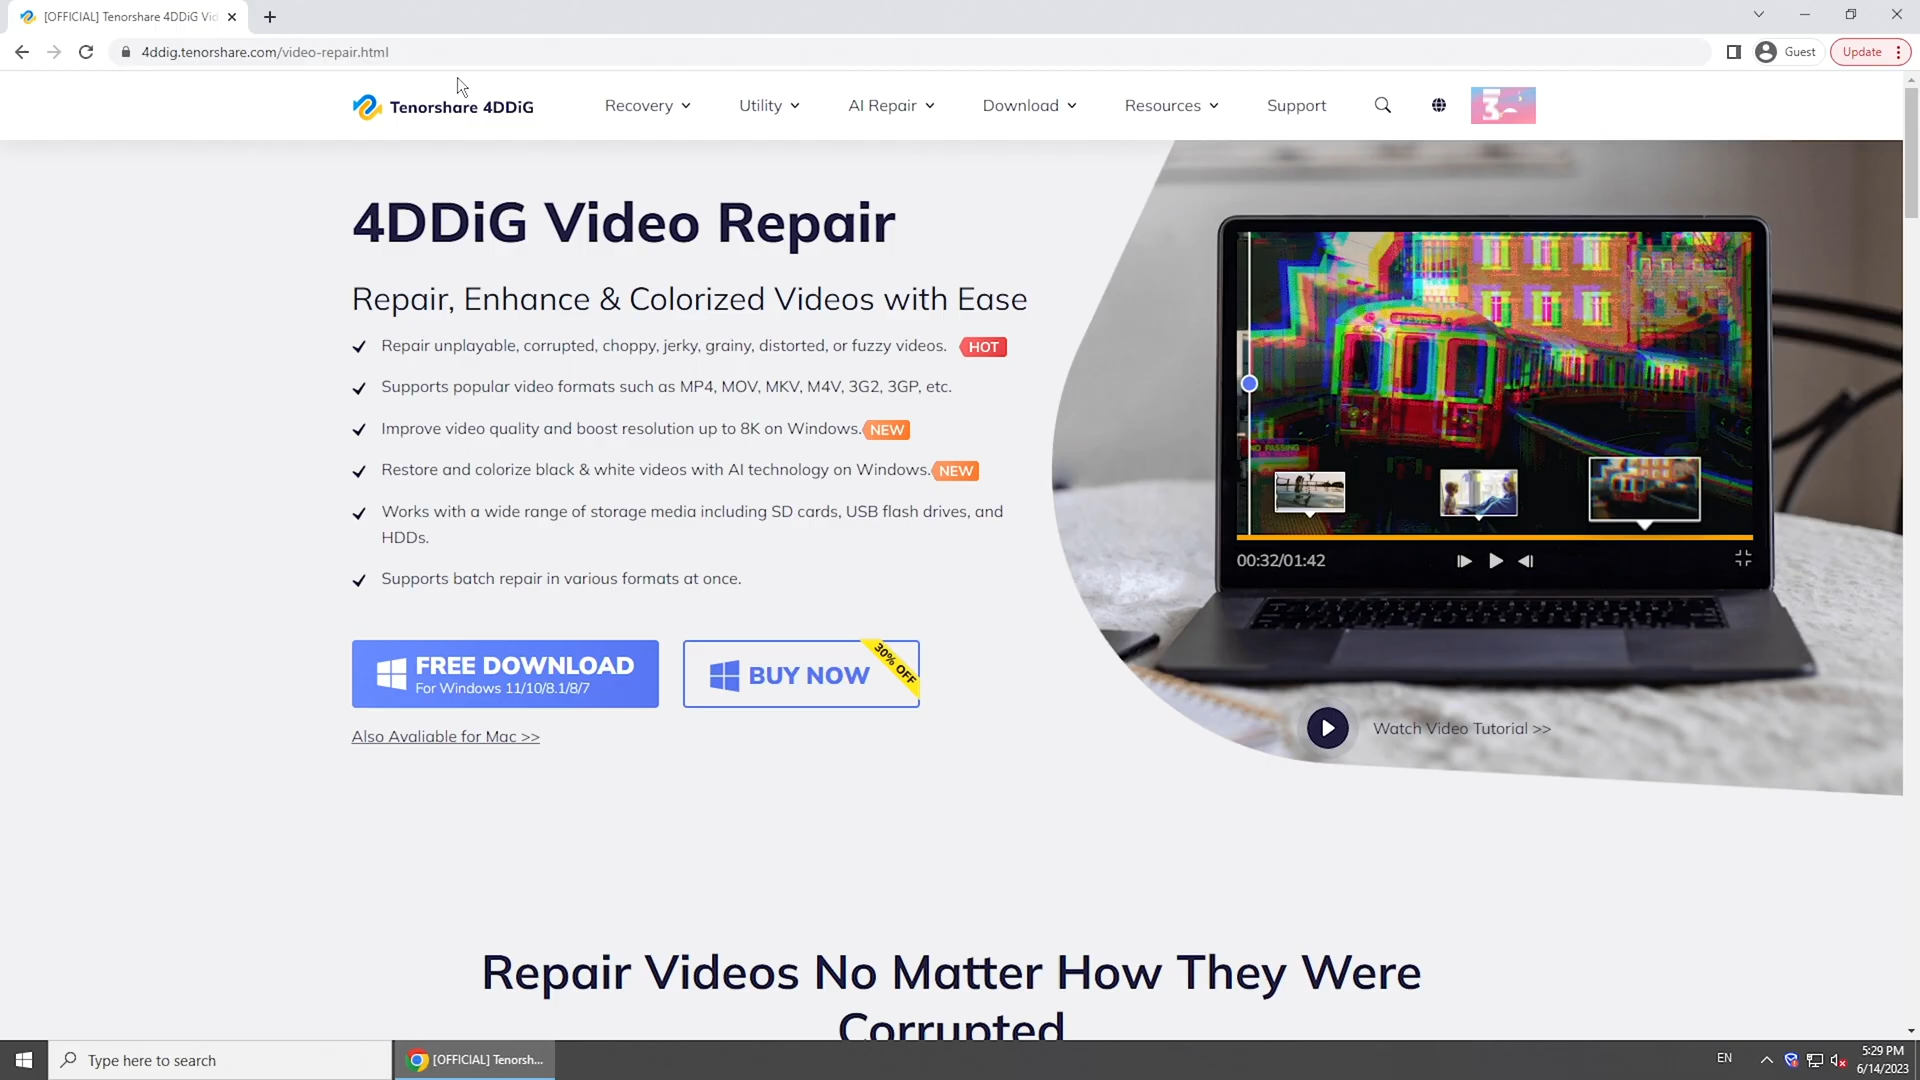 [OFFICIAL] Tenorshare 4DDiG Vid
4ddig.tenorshare.com/video-repair.html
Guest
Update
Tenorshare 4DDiG
Recovery
Utility
AI Repair
Download
Resources
Support
4DDiG Video Repair
Repair, Enhance & Colorized Videos with Ease
Repair unplayable, corrupted, choppy, jerky, grainy, distorted, or fuzzy videos. HOT
Supports popular video formats such as MP4, MOV, MKV, M4V, 3G2, 3GP, etc.
Improve video quality and boost resolution up to 8K on Windows. NEW
Restore and colorize black & white videos with AI technology on Windows. NEW
Works with a wide range of storage media including SD cards, USB flash drives, and
HDDs.
Supports batch repair in various formats at once.
FREE DOWNLOAD
For Windows 11/10/8.1/8/7
BUY NOW
30% OFF
Also Avaliable for Mac >>
00:32/01:42
Watch Video Tutorial >>
Repair Videos No Matter How They Were
Corrupted
Type here to search
[OFFICIAL] Tenorsh...
EN
5:29 PM
6/14/2023